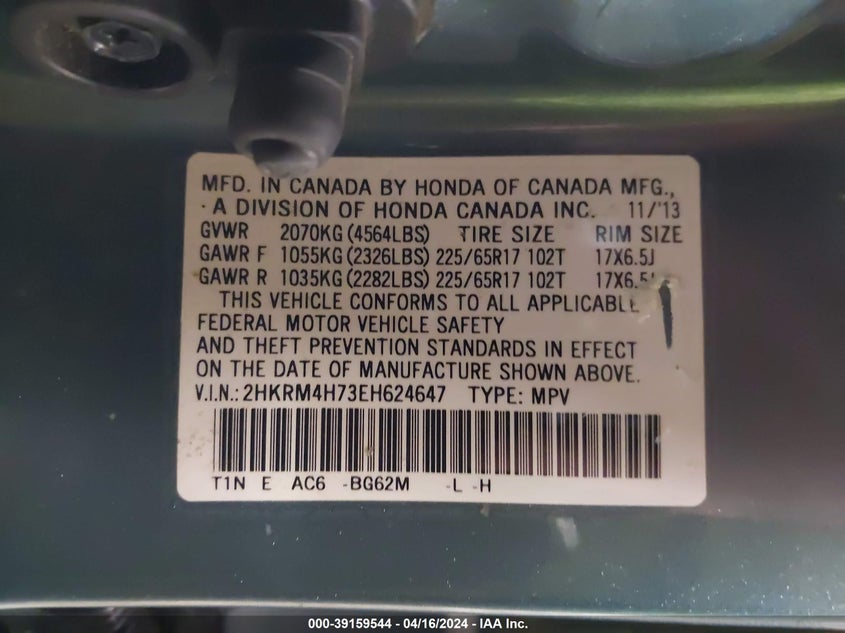 MFD. IN CANADA BY HONDA OF CANADA MFG.,
A DIVISION OF HONDA CANADA INC. 11/'13
GVWR 2070KG(4564LBS) TIRE SIZE RIM SIZE
GAWR F 1055KG(2326LBS) 225/65R17 102T 17X6.5J
GAWR R 1035KG(2282LBS) 225/65R17 102T 17X6.5J
THIS VEHICLE CONFORMS TO ALL APPLICABLE
FEDERAL MOTOR VEHICLE SAFETY
AND THEFT PREVENTION STANDARDS IN EFFECT
ON THE DATE OF MANUFACTURE SHOWN ABOVE.
V.I.N.: 2HKRM4H73EH624647 TYPE: MPV
T1N E AC6 -BG62M -L -H
000-39159544 - 04/16/2024 - IAA Inc.